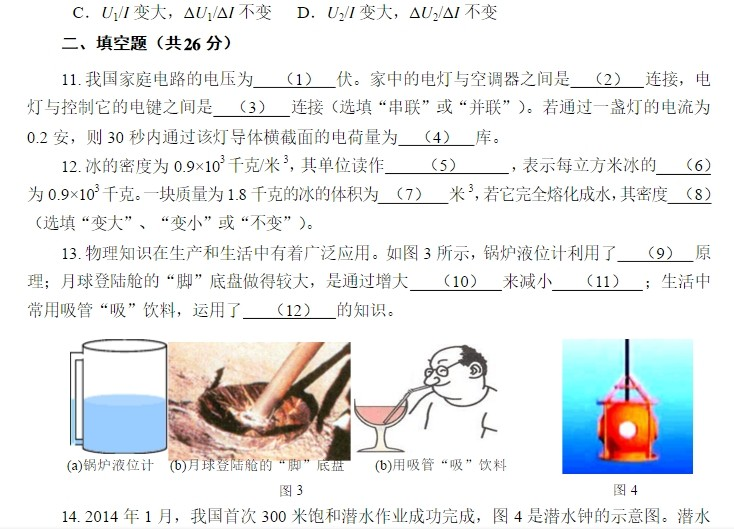 C．U₁/I 变大，ΔU₁/ΔI 不变 D．U₂/I 变大，ΔU₂/ΔI 不变
二、填空题（共26 分）
11. 我国家庭电路的电压为 （1） 伏。家中的电灯与空调器之间是 （2） 连接，电
灯与控制它的电键之间是 （3） 连接（选填“串联”或“并联”）。若通过一盏灯的电流为
0.2 安，则 30 秒内通过该灯导体横截面的电荷量为 （4） 库。
12. 冰的密度为 0.9×10³ 千克/米³，其单位读作 （5） ，表示每立方米冰的 （6）
为 0.9×10³ 千克。一块质量为 1.8 千克的冰的体积为 （7） 米³，若它完全熔化成水，其密度 （8）
（选填“变大”、“变小”或“不变”）。
13. 物理知识在生产和生活中有着广泛应用。如图 3 所示，锅炉液位计利用了 （9） 原
理；月球登陆舱的“脚”底盘做得较大，是通过增大 （10） 来减小 （11） ；生活中
常用吸管“吸”饮料，运用了 （12） 的知识。
(a)锅炉液位计 (b)月球登陆舱的“脚”底盘 (b)用吸管“吸”饮料
图 3 图 4
14. 2014 年 1 月，我国首次 300 米饱和潜水作业成功完成，图 4 是潜水钟的示意图。潜水